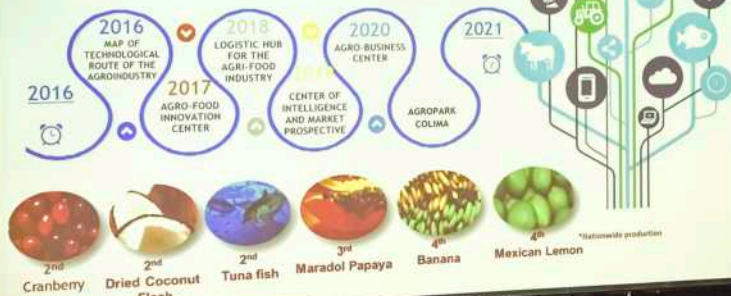 2016
2016
MAP OF
TECHNOLOGICAL
ROUTE OF THE
AGROINDUSTRY
2017
AGRO-FOOD
INNOVATION
CENTER
2018
LOGISTIC HUB
FOR THE
AGRI-FOOD
INDUSTRY
CENTER OF
INTELLIGENCE
AND MARKET
PROSPECTIVE
2020
AGRO-BUSINESS
CENTER
AGROPARK
COLIMA
2021
2nd
Cranberry
2nd
Dried Coconut
2nd
Tuna fish
3rd
Maradol Papaya
4th
Banana
4th
Mexican Lemon
*Nationwide production